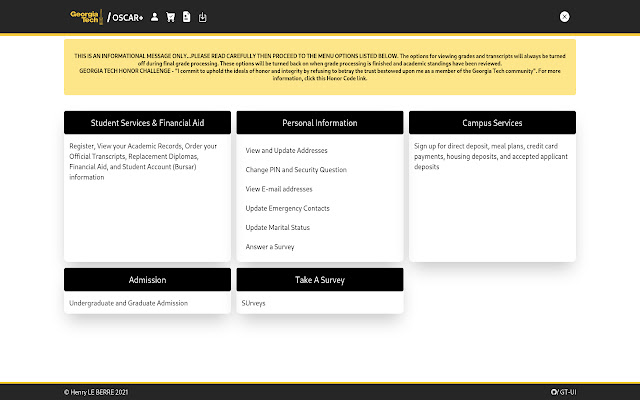 Georgia Tech / OSCAR+
THIS IS AN INFORMATIONAL MESSAGE ONLY...PLEASE READ CAREFULLY THEN PROCEED TO THE MENU OPTIONS LISTED BELOW. The options for viewing grades and transcripts will always be turned
off during final grade processing. These options will be turned back on when grade processing is finished and academic standings have been reviewed.
GEORGIA TECH HONOR CHALLENGE - "I commit to uphold the ideals of honor and integrity by refusing to betray the trust bestowed upon me as a member of the Georgia Tech community". For more
information, click this Honor Code link.
Student Services & Financial Aid
Register, View your Academic Records, Order your
Official Transcripts, Replacement Diplomas,
Financial Aid, and Student Account (Bursar)
information
Personal Information
View and Update Addresses
Change PIN and Security Question
View E-mail addresses
Update Emergency Contacts
Update Marital Status
Answer a Survey
Campus Services
Sign up for direct deposit, meal plans, credit card
payments, housing deposits, and accepted applicant
deposits
Admission
Undergraduate and Graduate Admission
Take A Survey
SUrveys
© Henry LE BERRE 2021
/ GT-UI